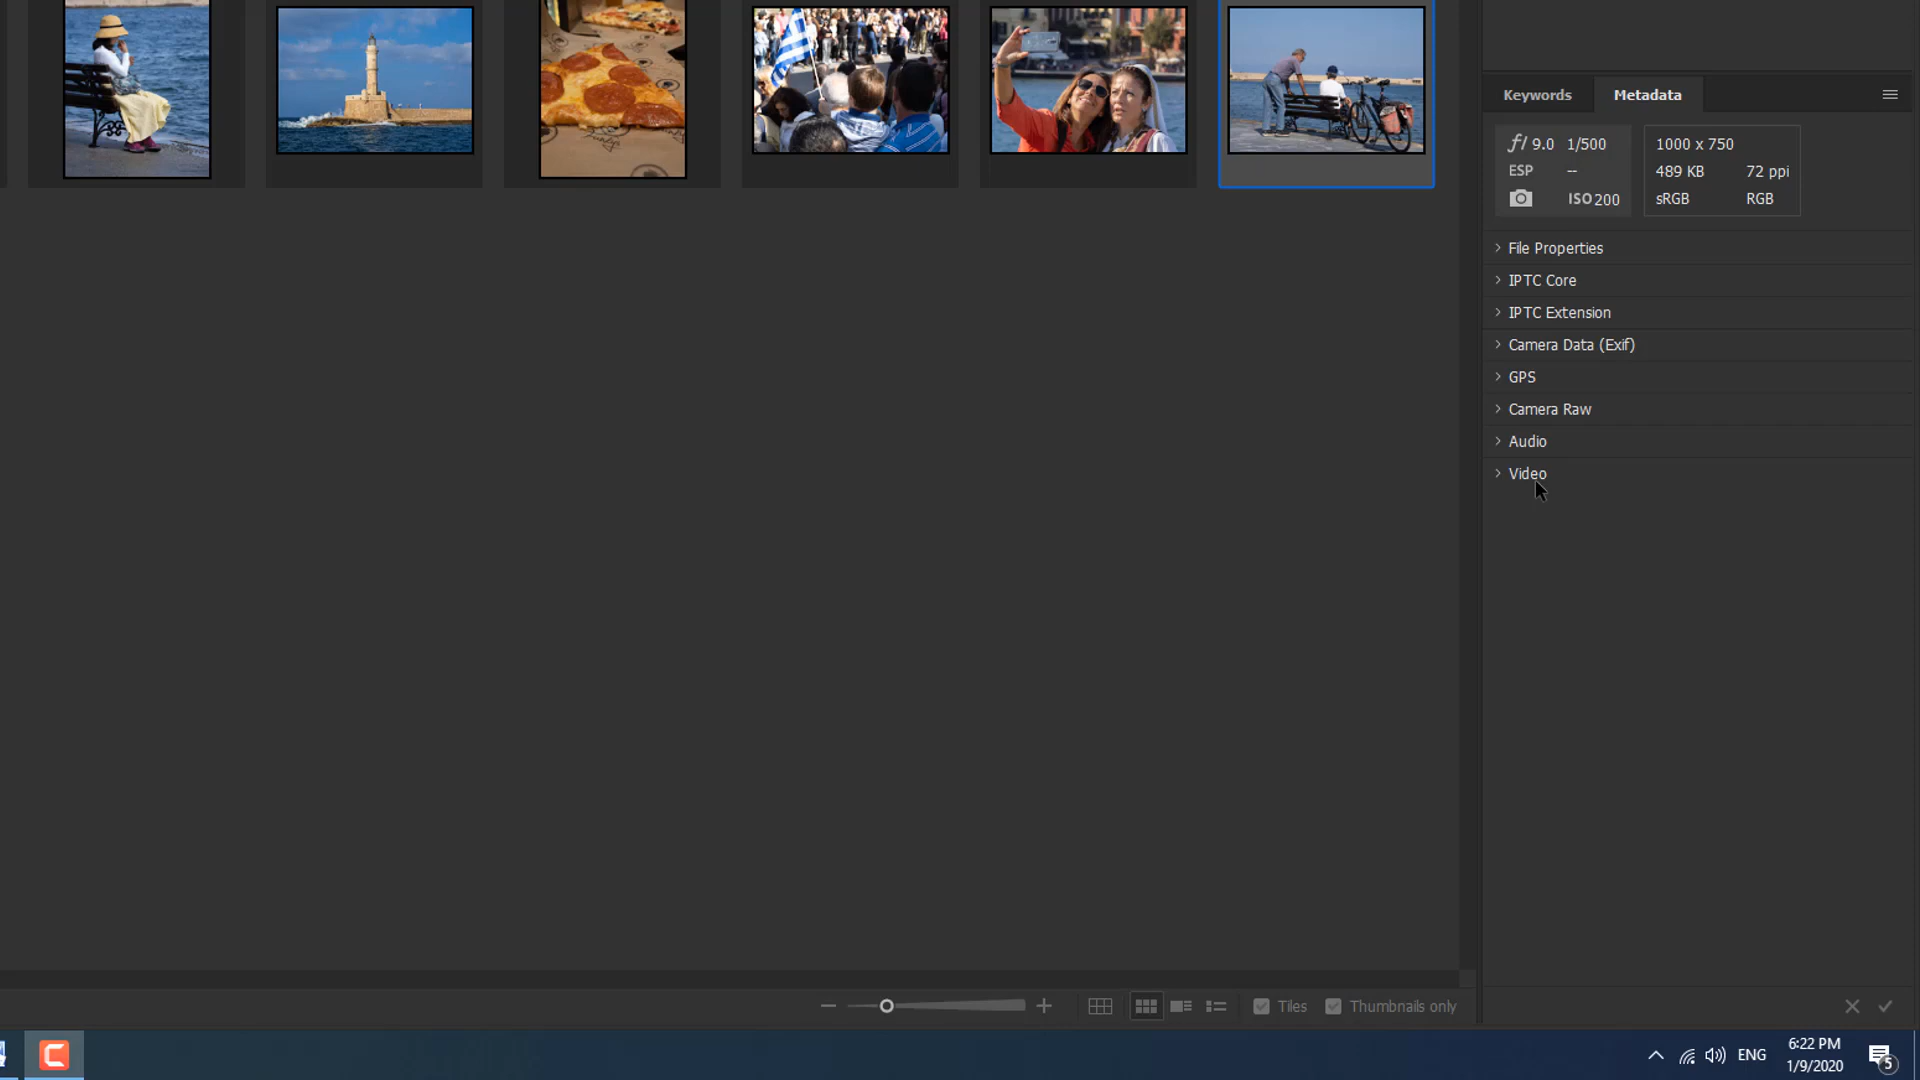 Keywords Metadata
f/ 9.0 1/500
ESP --
ISO 200
1000 x 750
489 KB 72 ppi
sRGB RGB
File Properties
IPTC Core
IPTC Extension
Camera Data (Exif)
GPS
Camera Raw
Audio
Video
Tiles Thumbnails only
ENG
6:22 PM
1/9/2020
5